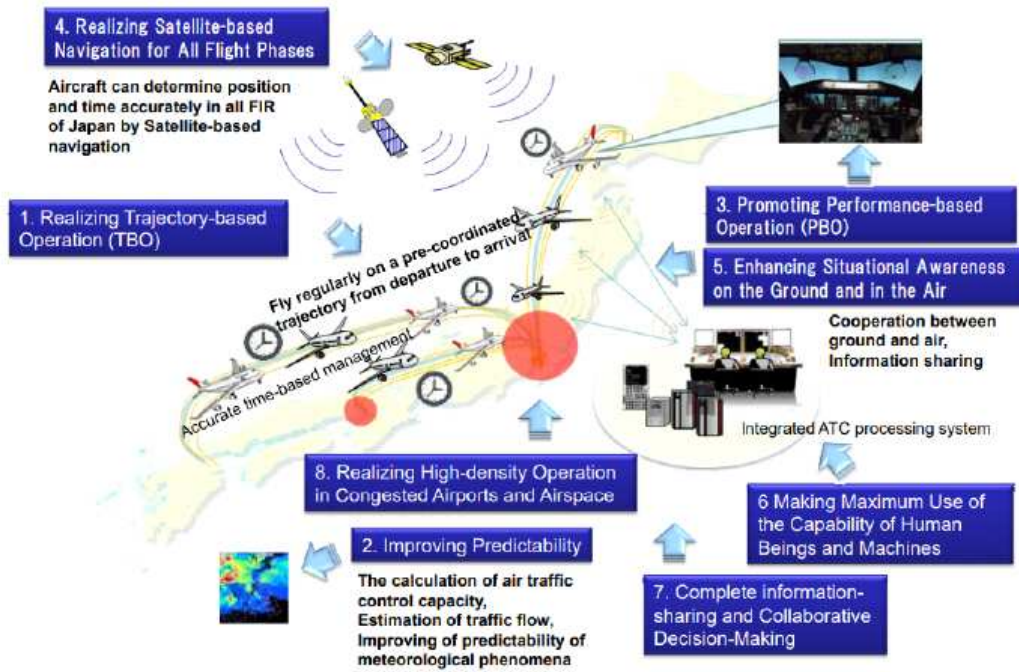 4. Realizing Satellite-based
Navigation for All Flight Phases
Aircraft can determine position
and time accurately in all FIR
of Japan by Satellite-based
navigation
1. Realizing Trajectory-based
Operation (TBO)
Fly regularly on a pre-coordinated
trajectory from departure to arrival
Accurate time-based management
3. Promoting Performance-based
Operation (PBO)
5. Enhancing Situational Awareness
on the Ground and in the Air
Cooperation between
ground and air,
Information sharing
Integrated ATC processing system
8. Realizing High-density Operation
in Congested Airports and Airspace
6 Making Maximum Use of
the Capability of Human
Beings and Machines
2. Improving Predictability
The calculation of air traffic
control capacity,
Estimation of traffic flow,
Improving of predictability of
meteorological phenomena
7. Complete information-
sharing and Collaborative
Decision-Making